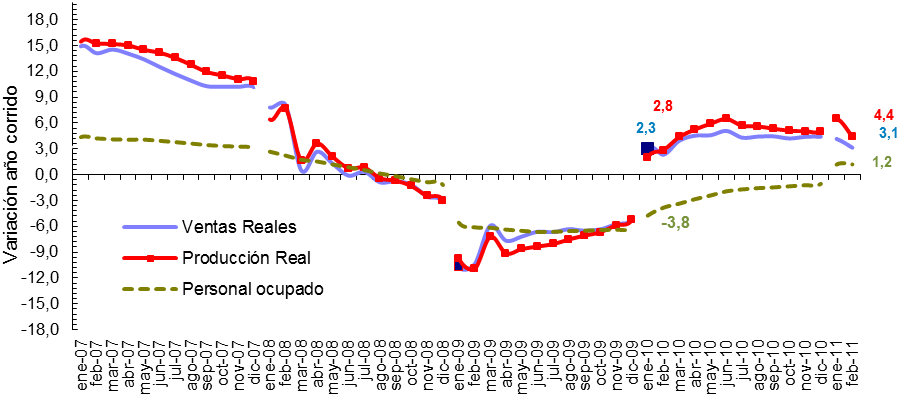 Variación año corrido
18,0
15,0
12,0
9,0
6,0
3,0
0,0
-3,0
-6,0
-9,0
-12,0
-15,0
-18,0
2,8
2,3
4,4
3,1
1,2
-3,8
Ventas Reales
Producción Real
Personal ocupado
ene-07
feb-07
mar-07
abr-07
may-07
jun-07
jul-07
ago-07
sep-07
oct-07
nov-07
dic-07
ene-08
feb-08
mar-08
abr-08
may-08
jun-08
jul-08
ago-08
sep-08
oct-08
nov-08
dic-08
ene-09
feb-09
mar-09
abr-09
may-09
jun-09
jul-09
ago-09
sep-09
oct-09
nov-09
dic-09
ene-10
feb-10
mar-10
abr-10
may-10
jun-10
jul-10
ago-10
sep-10
oct-10
nov-10
dic-10
ene-11
feb-11